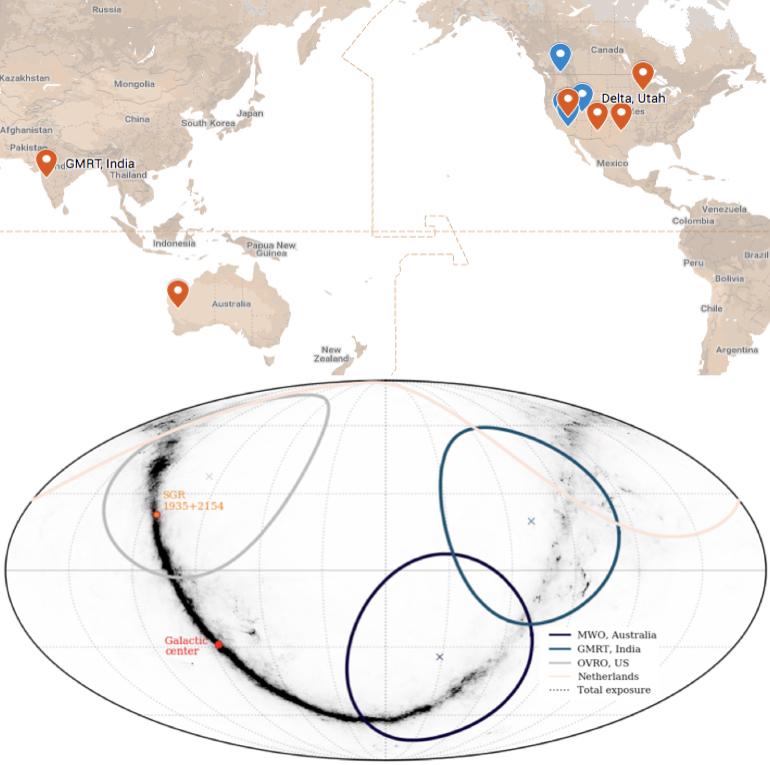 Russia
Canada
Kazakhstan
Mongolia
Delta, Utah
Japan
China
South Korea
Afghanistan
Pakistan
GMRT, India
Mexico
Thailand
Venezuela
Colombia
Indonesia
Papua New
Guinea
Peru
Brazil
Bolivia
Australia
Chile
New
Zealand
Argentina
SGR
1935+2154
Galactic
center
MWO, Australia
GMRT, India
OVRO, US
Netherlands
Total exposure